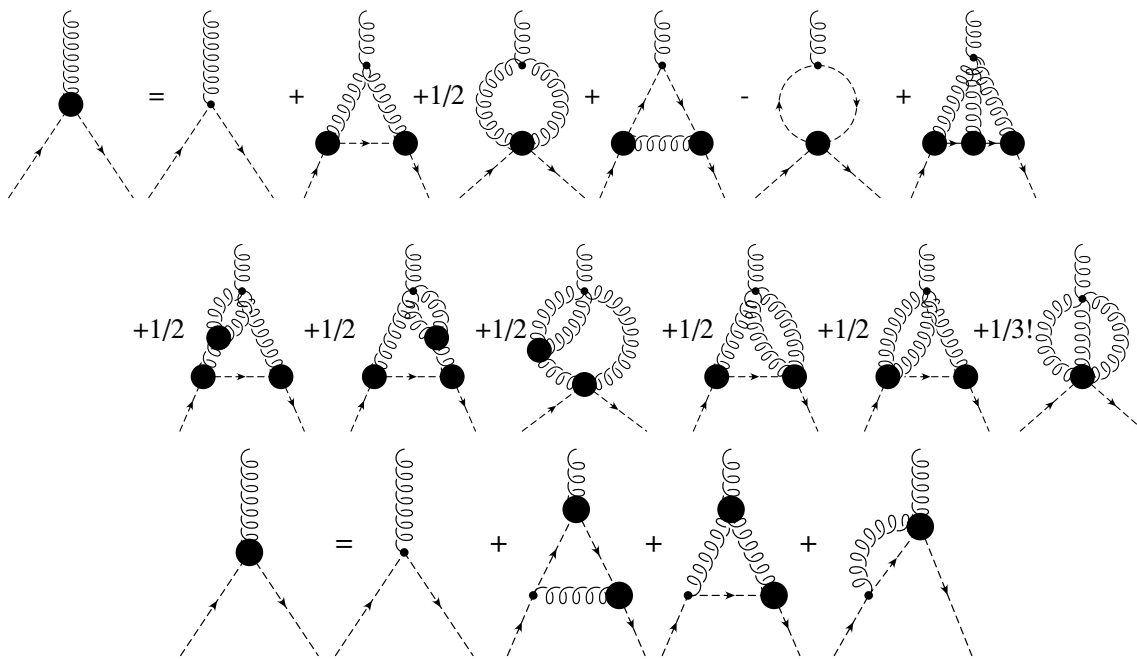 = + +1/2 + - +
+1/2 +1/2 +1/2 +1/2 +1/2 +1/3!
= + + +